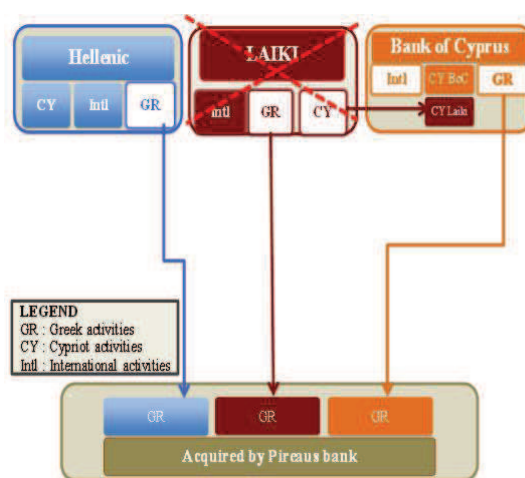 Hellenic
CY Intl GR
LAIKI
Intl GR CY
Bank of Cyprus
Intl CY BoC GR
CY Laiki
LEGEND
GR : Greek activities
CY : Cypriot activities
Intl : International activities
GR GR GR
Acquired by Pireaus bank